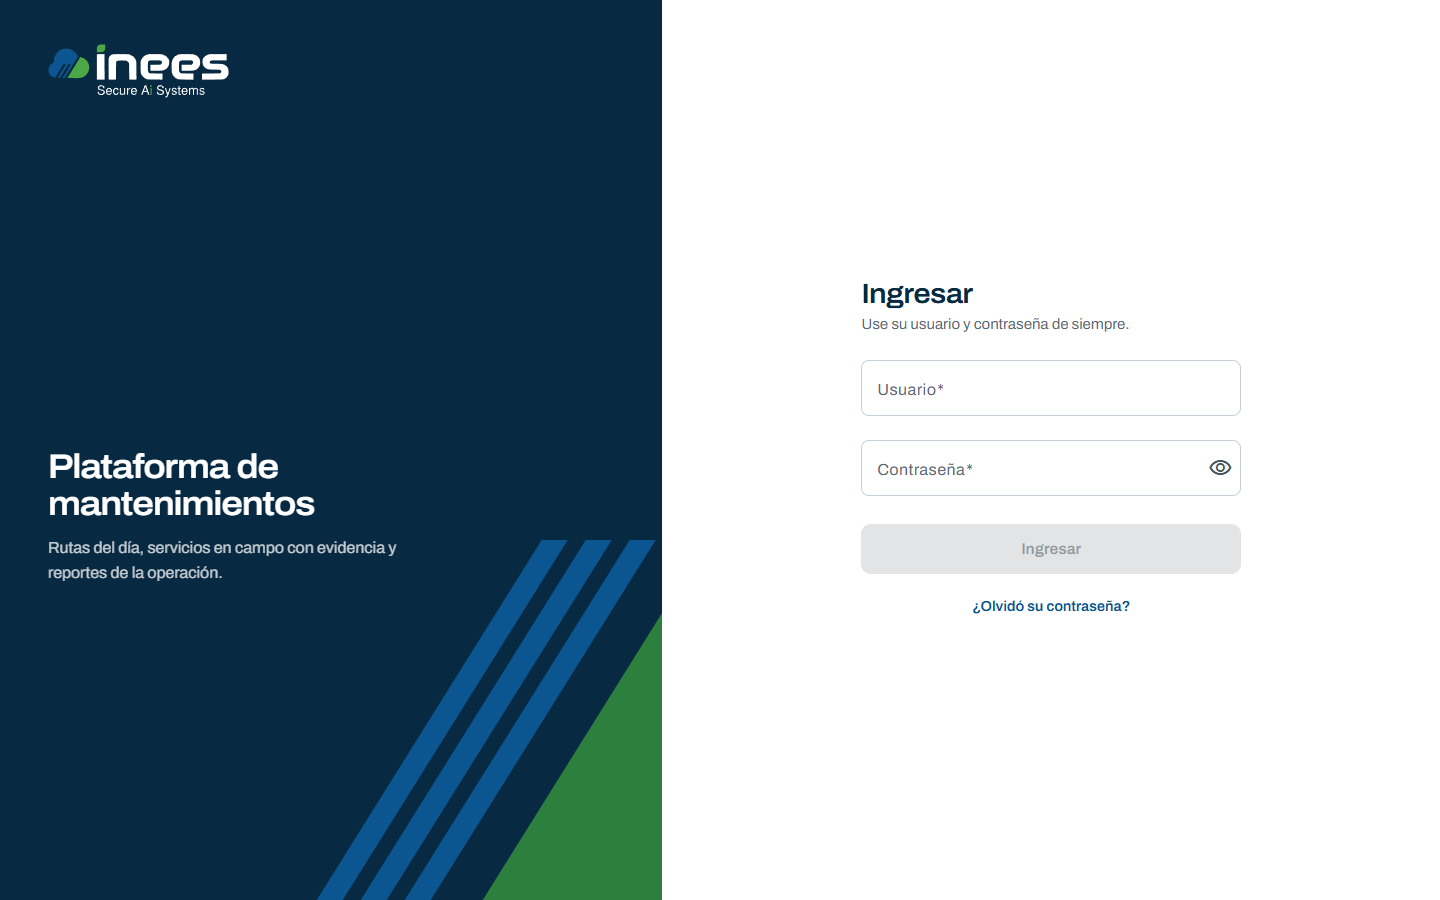 inees
Secure Ai Systems
Plataforma de
mantenimientos
Rutas del día, servicios en campo con evidencia y
reportes de la operación.
Ingresar
Use su usuario y contraseña de siempre.
Usuario*
Contraseña*
Ingresar
¿Olvidó su contraseña?